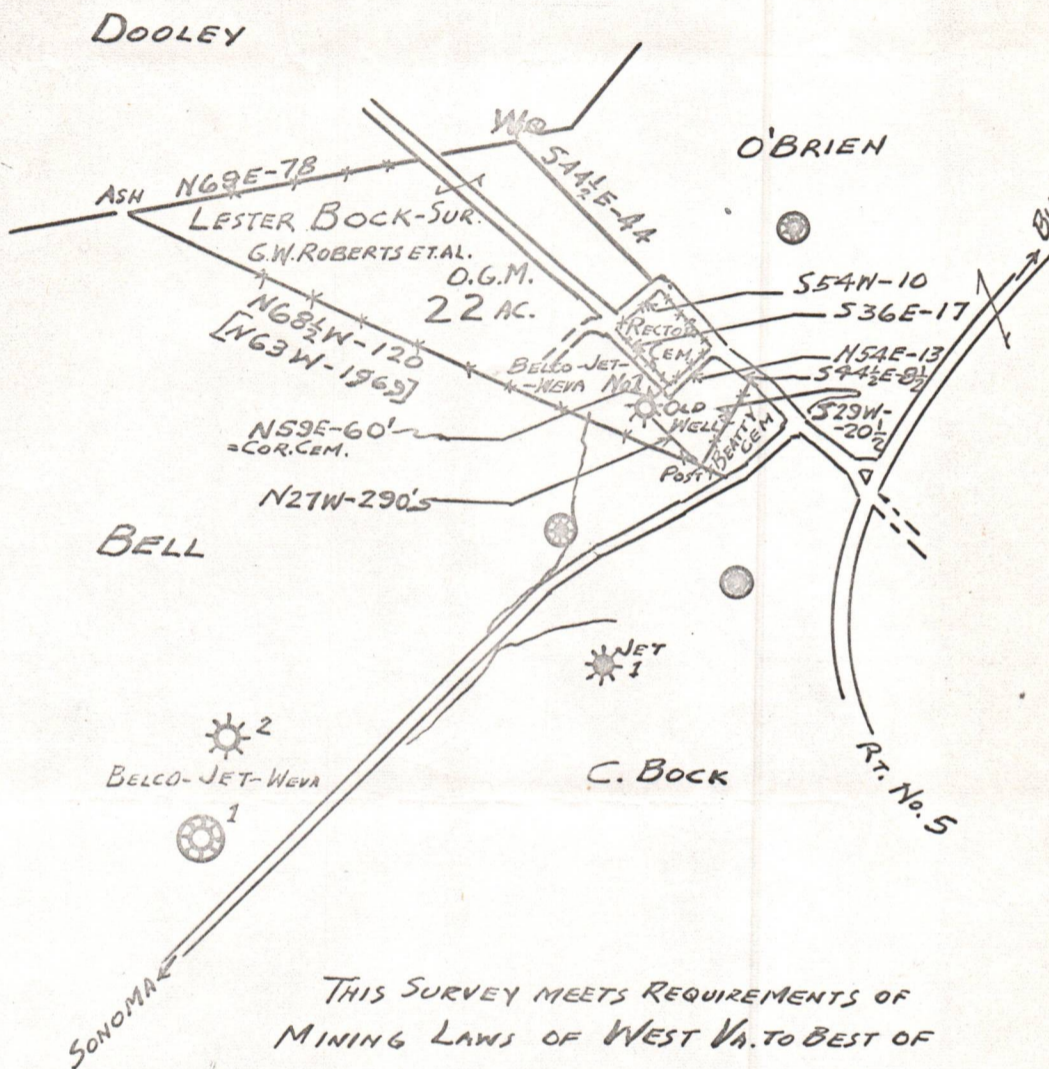 DOOLEY
WO
O'BRIEN
ASH
N69E-78
S44½E-44
LESTER BOCK-SUR.
G.W. ROBERTS ET.AL.
O.G.M.
22 AC.
N68½W-120
[N63W-1969]
S54W-10
S36E-17
RECTOR
CEM
N54E-13
S44½E-8½
BELCO-JET-
-WEVA
No1
OLD
WELL
BEATTY
CEM
S29W-
-20½
N59E-60'
=COR.CEM.
POST
N27W-290'S
BELL
JET
1
2
BELCO-JET-WEVA
1
C. BOCK
RT. No. 5
SONOMA
THIS SURVEY MEETS REQUIREMENTS OF
MINING LAWS OF WEST VA. TO BEST OF